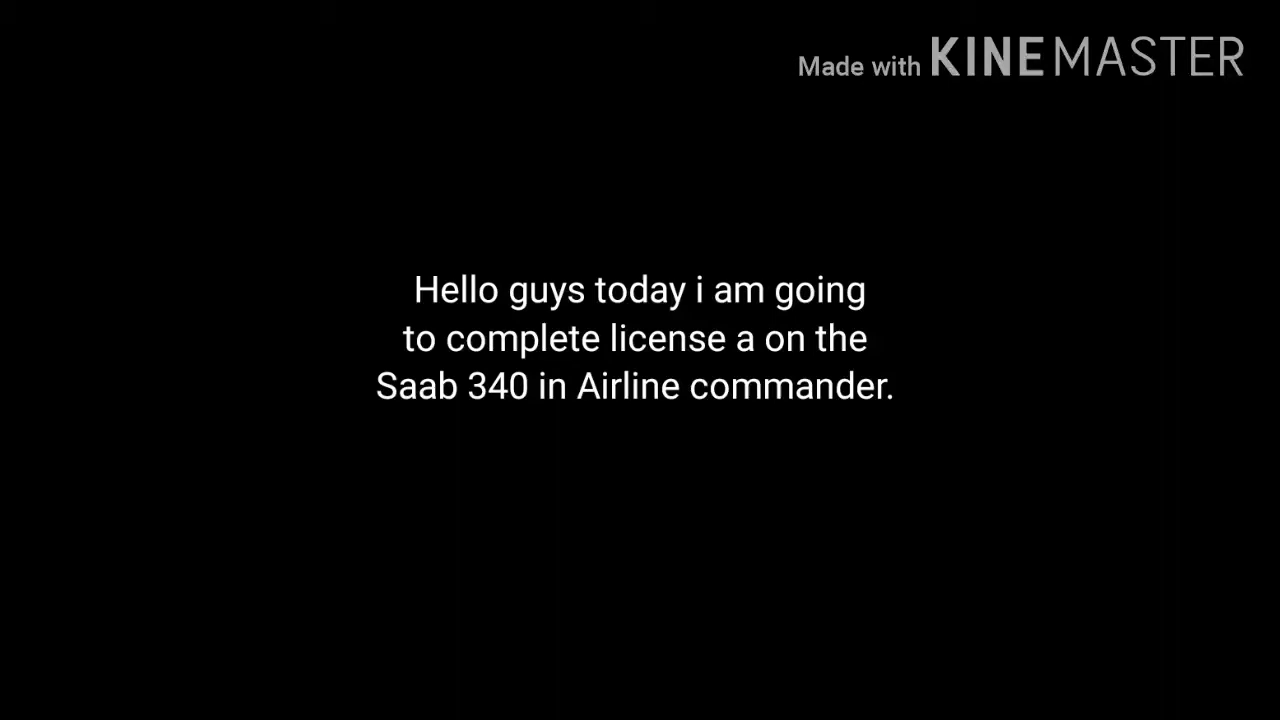 Made with KINEMASTER
Hello guys today i am going
to complete license a on the
Saab 340 in Airline commander.